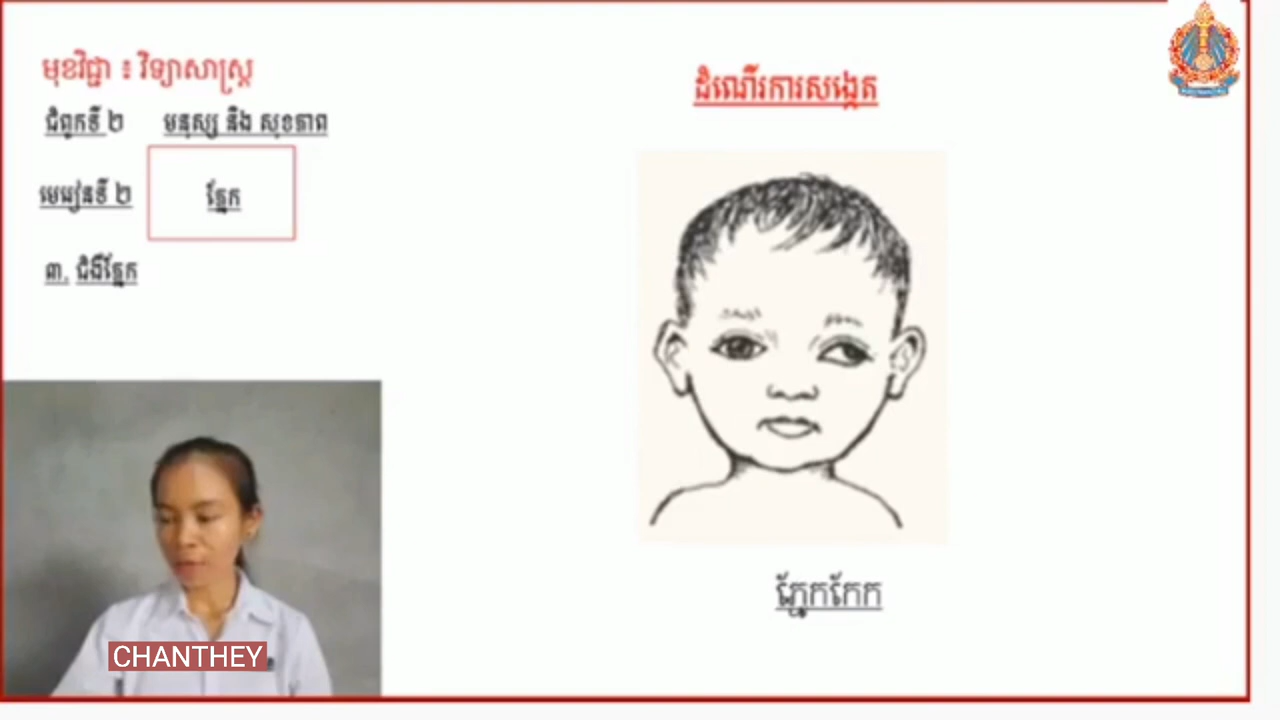 មុខវិជ្ជា ៖ វិទ្យាសាស្ត្រ
ជំពូកទី ២ មនុស្ស និង សុខភាព
មេរៀនទី ២ ភ្នែក
៣. ជំងឺភ្នែក
ដំណើរការសង្កេត
ភ្នែកកែក
CHANTHEY